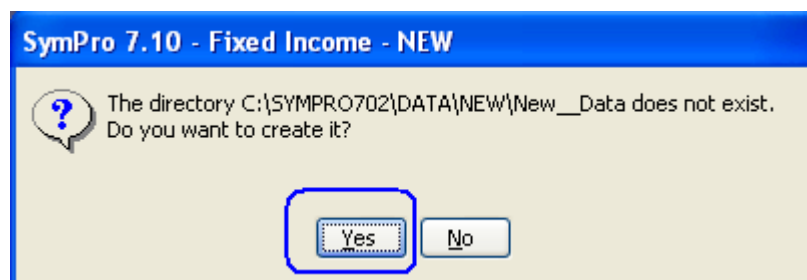 SymPro 7.10 - Fixed Income - NEW
The directory C:\SYMPRO702\DATA\NEW\New__Data does not exist.
Do you want to create it?
Yes No